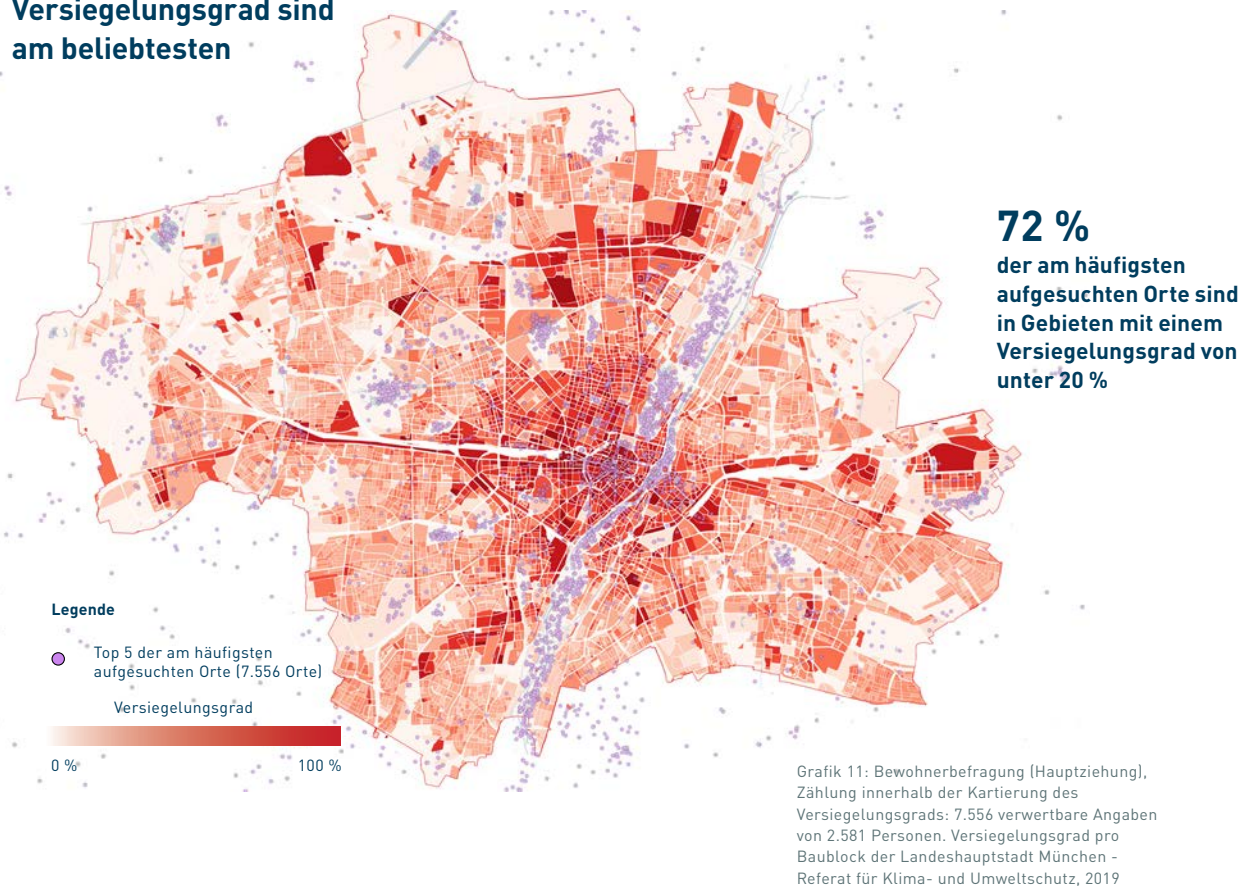 Versiegelungsgrad sind
am beliebtesten
72 %
der am häufigsten
aufgesuchten Orte sind
in Gebieten mit einem
Versiegelungsgrad von
unter 20 %
Legende
Top 5 der am häufigsten
aufgesuchten Orte (7.556 Orte)
Versiegelungsgrad
0 %
100 %
Grafik 11: Bewohnerbefragung (Hauptziehung),
Zählung innerhalb der Kartierung des
Versiegelungsgrads: 7.556 verwertbare Angaben
von 2.581 Personen. Versiegelungsgrad pro
Baublock der Landeshauptstadt München -
Referat für Klima- und Umweltschutz, 2019